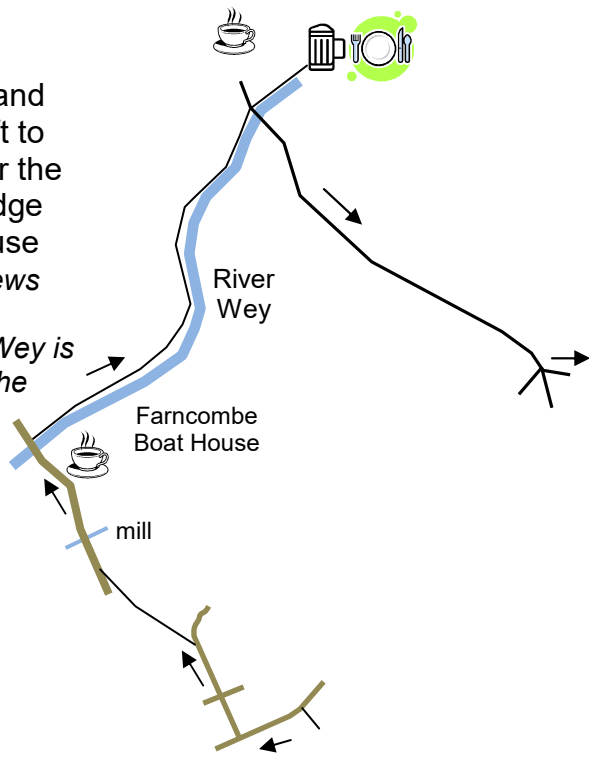 and
t to
r the
dge
use
ews
Wey is
he
River
Wey
Farncombe
Boat House
mill